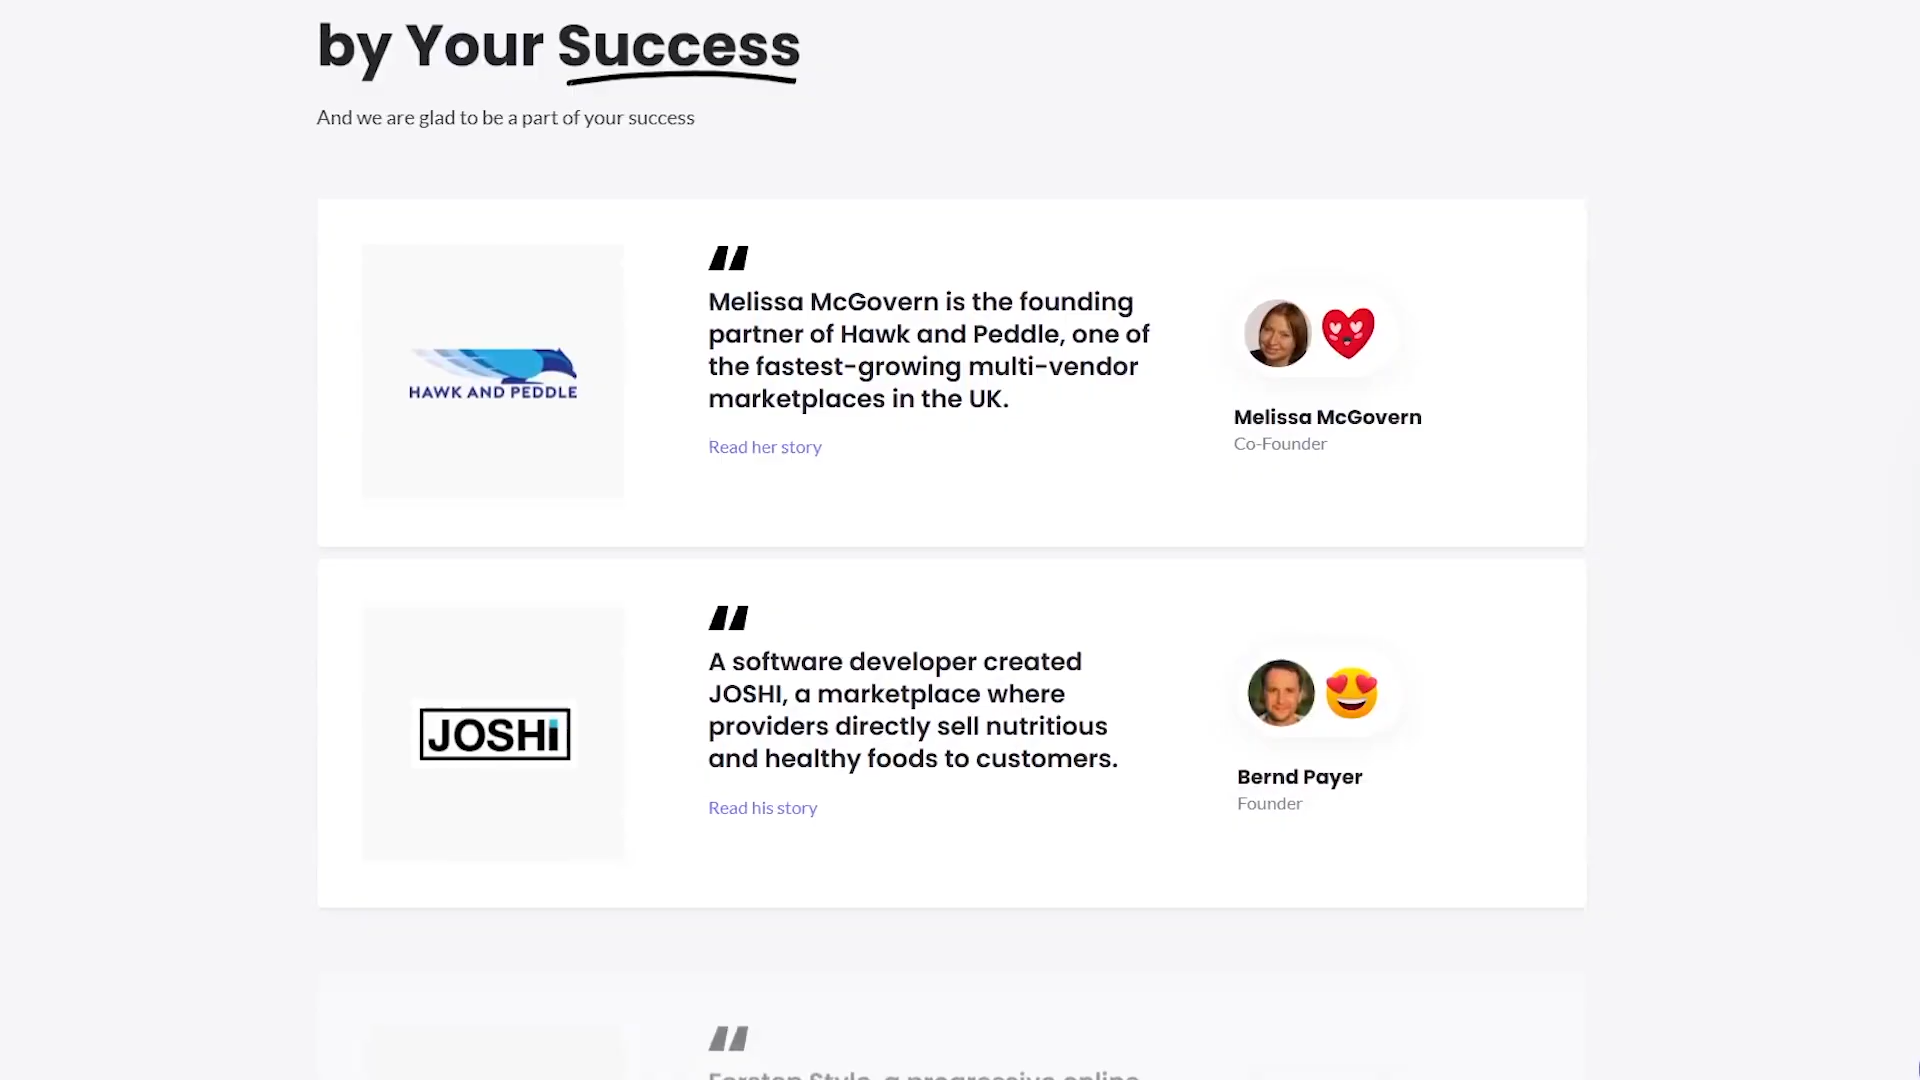 by Your Success
And we are glad to be a part of your success
HAWK AND PEDDLE
Melissa McGovern is the founding
partner of Hawk and Peddle, one of
the fastest-growing multi-vendor
marketplaces in the UK.
Read her story
Melissa McGovern
Co-Founder
JOSHi
A software developer created
JOSHI, a marketplace where
providers directly sell nutritious
and healthy foods to customers.
Read his story
Bernd Payer
Founder
Style, a progressive online